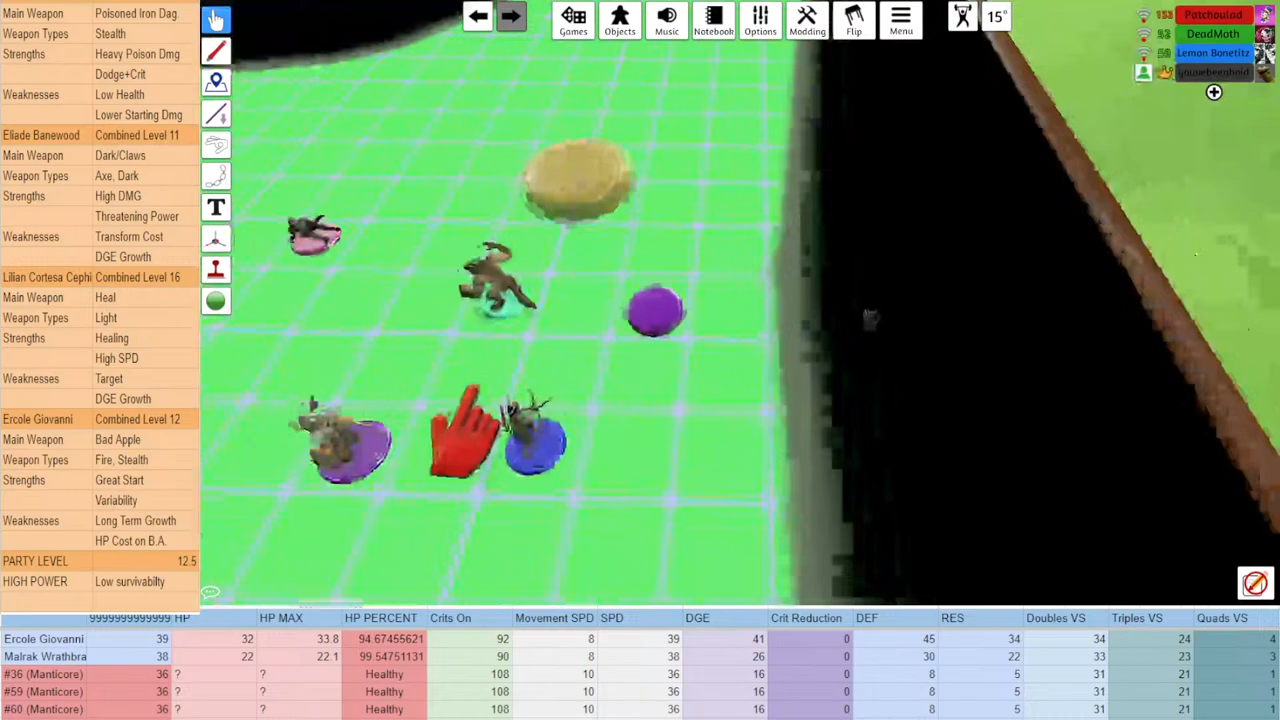 Main Weapon Poisoned Iron Dag.
Weapon Types Stealth
Strengths Heavy Poison Dmg
Dodge+Crit
Weaknesses Low Health
Lower Starting Dmg
Eliade Banewood Combined Level 11
Main Weapon Dark/Claws
Weapon Types Axe, Dark
Strengths High DMG
Threatening Power
Weaknesses Transform Cost
DGE Growth
Lilian Cortesa Cephi Combined Level 16
Main Weapon Heal
Weapon Types Light
Strengths Healing
High SPD
Weaknesses Target
DGE Growth
Ercole Giovanni Combined Level 12
Main Weapon Bad Apple
Weapon Types Fire, Stealth
Strengths Great Start
Variability
Weaknesses Long Term Growth
HP Cost on B.A.
PARTY LEVEL 12.5
HIGH POWER Low survivabilty
T
Games Objects Music Notebook Options Modding Flip Menu 15°
153 Patchoulad
52 DeadMoth
Lemon Bonetitz
9999999999999 HP HP MAX HP PERCENT Crits On Movement SPD SPD DGE Crit Reduction DEF RES Doubles VS Triples VS Quads VS
Ercole Giovanni 39 32 33.8 94.67455621 92 8 39 41 0 45 34 34 24 4
Malrak Wrathbra 38 22 22.1 99.54751131 90 8 38 26 0 30 22 33 23 3
#36 (Manticore) 36 ? ? Healthy 108 10 36 16 0 8 5 31 21 1
#59 (Manticore) 36 ? ? Healthy 108 10 36 16 0 8 5 31 21 1
#60 (Manticore) 36 ? ? Healthy 108 10 36 16 0 8 5 31 21 1